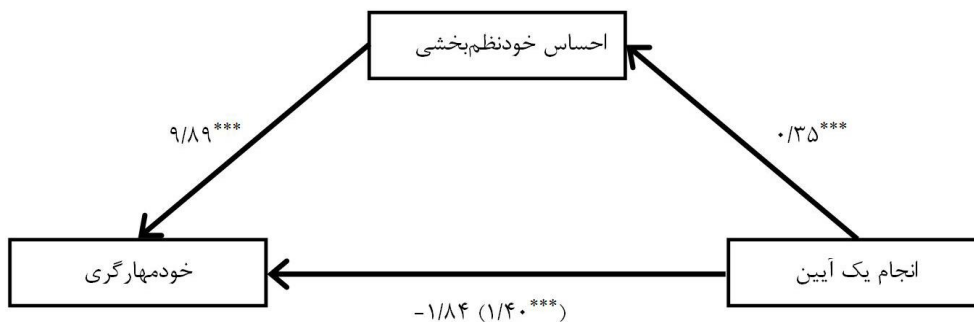 احساس خودنظم‌بخشی
۰/۳۵***
۹/۸۹***
انجام یک آیین
خودمهارگری
−۱/۸۴ (۱/۴۰***)